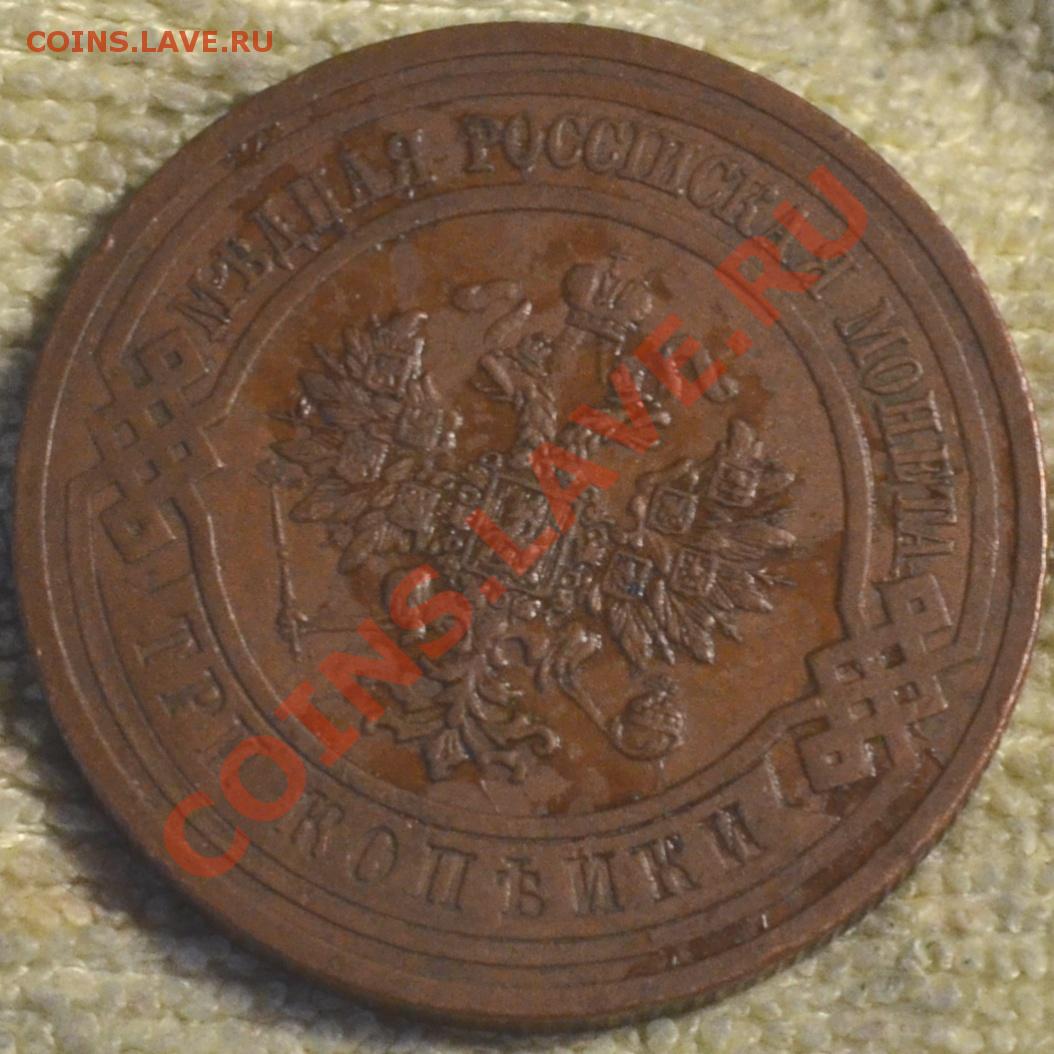 COINS.LAVE.RU
МѢДНАЯ РОССIЙСКАЯ МОНЕТА
ТРИ КОПѢЙКИ
COINS.LAVE.RU